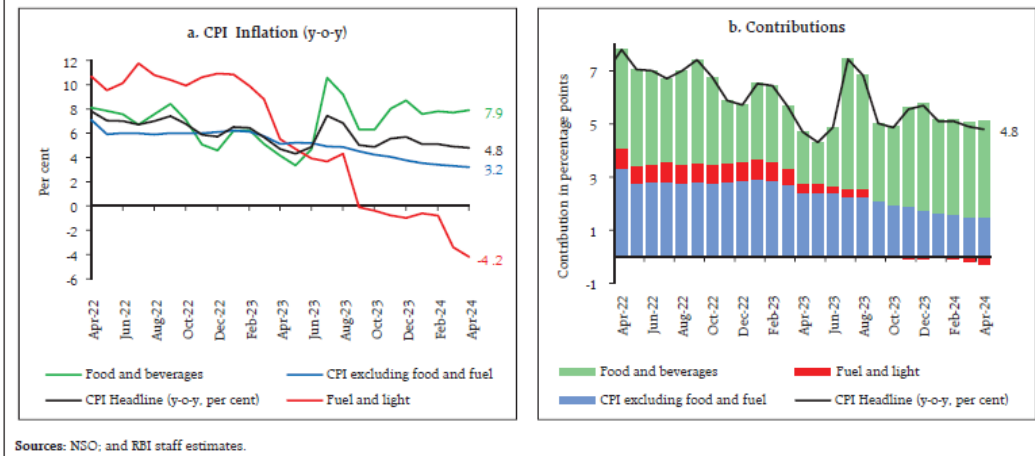 a. CPI Inflation (y-o-y)
Per cent
12
10
8
6
4
2
0
-2
-4
-6
7.9
4.8
3.2
-4 .2
Apr-22
Jun-22
Aug-22
Oct-22
Dec-22
Feb-23
Apr-23
Jun-23
Aug-23
Oct-23
Dec-23
Feb-24
Apr-24
Food and beverages
CPI excluding food and fuel
CPI Headline (y-o-y, per cent)
Fuel and light
b. Contributions
Contribution in percentage points
7
5
3
1
-1
4.8
Apr-22
Jun-22
Aug-22
Oct-22
Dec-22
Feb-23
Apr-23
Jun-23
Aug-23
Oct-23
Dec-23
Feb-24
Apr-24
Food and beverages
Fuel and light
CPI excluding food and fuel
CPI Headline (y-o-y, per cent)
Sources: NSO; and RBI staff estimates.